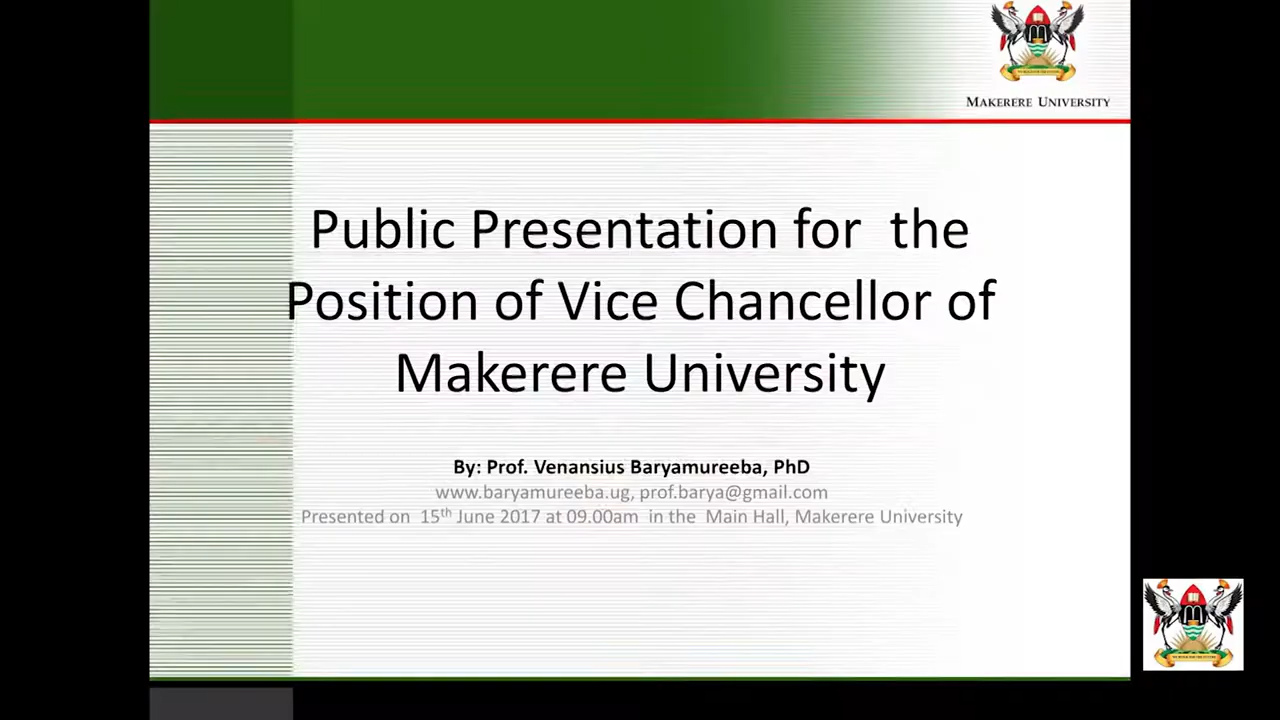 MAKERERE UNIVERSITY
Public Presentation for the
Position of Vice Chancellor of
Makerere University
By: Prof. Venansius Baryamureeba, PhD
www.baryamureeba.ug, prof.barya@gmail.com
Presented on 15th June 2017 at 09.00am in the Main Hall, Makerere University